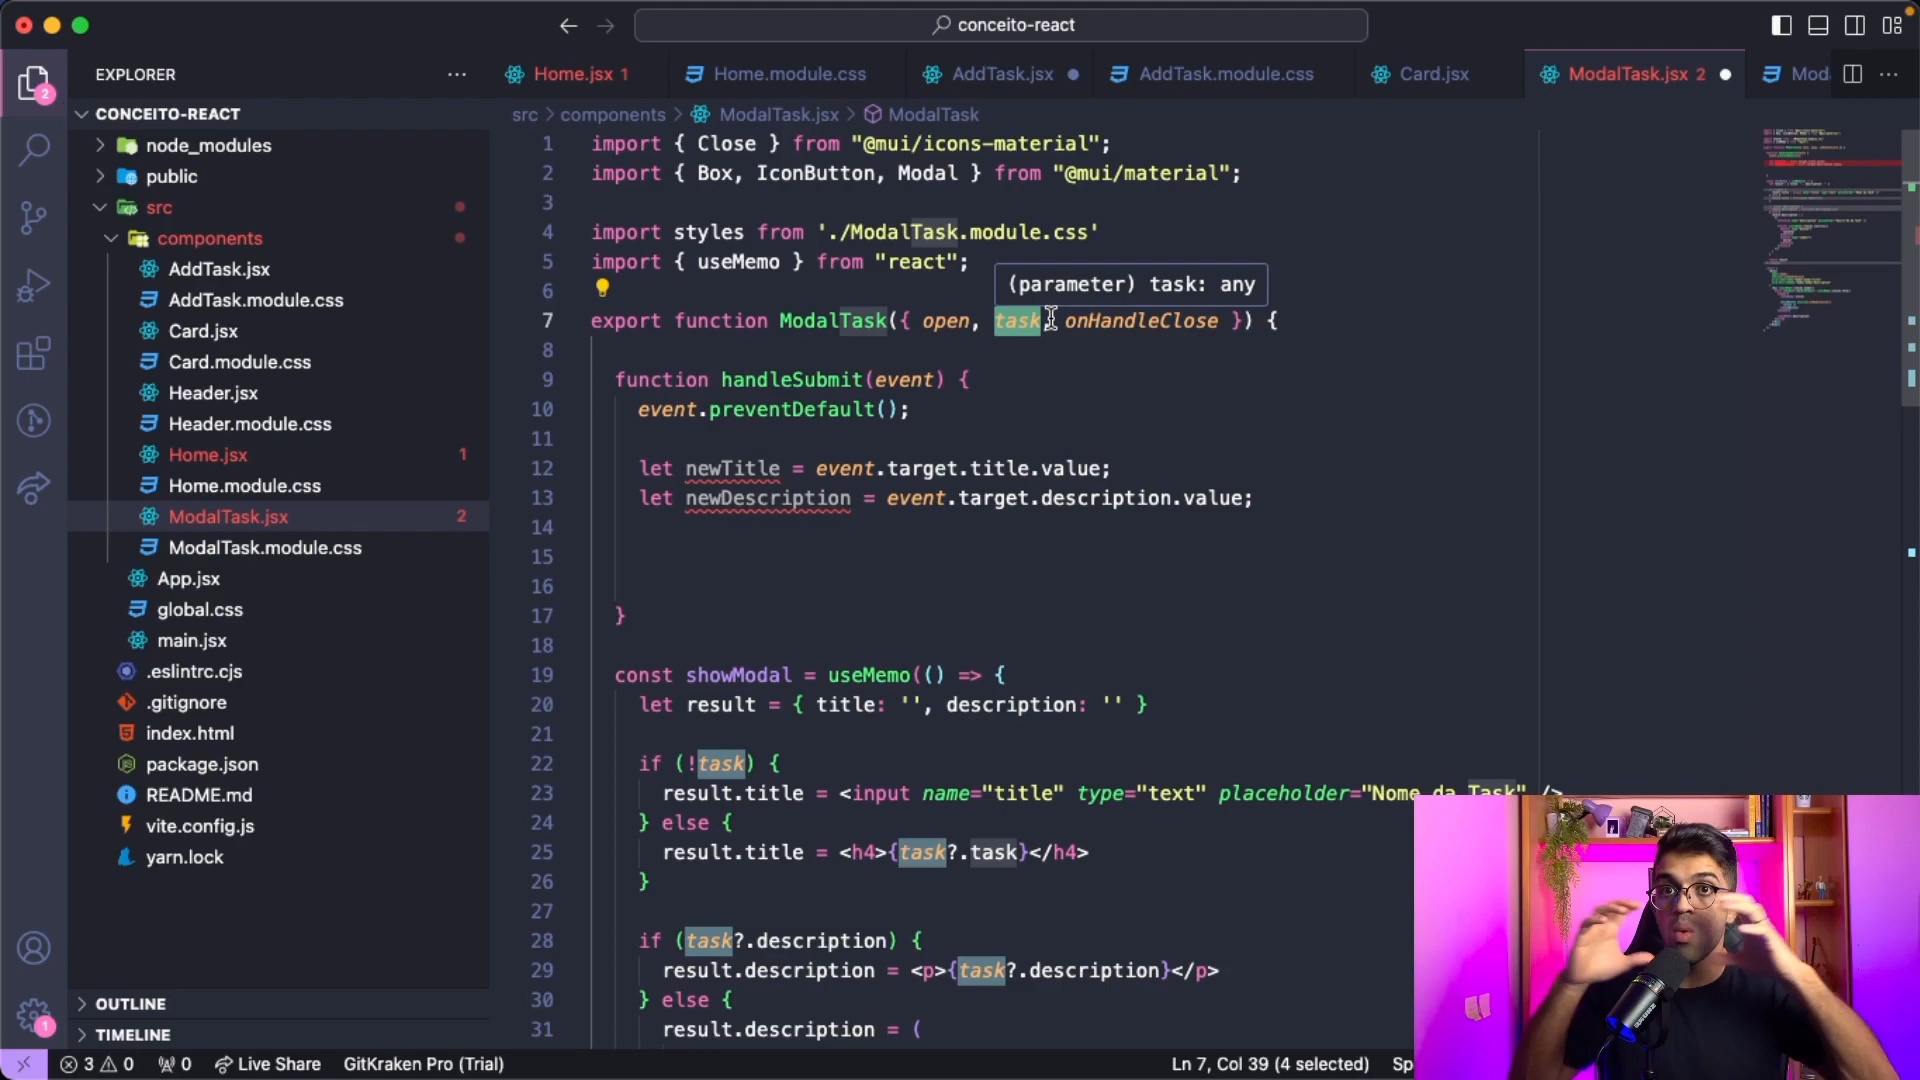 conceito-react
EXPLORER
Home.jsx 1
Home.module.css
AddTask.jsx
AddTask.module.css
Card.jsx
ModalTask.jsx 2
CONCEITO-REACT
node_modules
public
src
components
AddTask.jsx
AddTask.module.css
Card.jsx
Card.module.css
Header.jsx
Header.module.css
Home.jsx 1
Home.module.css
ModalTask.jsx 2
ModalTask.module.css
App.jsx
global.css
main.jsx
.eslintrc.cjs
.gitignore
index.html
package.json
README.md
vite.config.js
yarn.lock
OUTLINE
TIMELINE
2
1
src > components > ModalTask.jsx > ModalTask
1 import { Close } from "@mui/icons-material";
2 import { Box, IconButton, Modal } from "@mui/material";
3
4 import styles from './ModalTask.module.css'
5 import { useMemo } from "react";
(parameter) task: any
6
7 export function ModalTask({ open, task, onHandleClose }) {
8
9 function handleSubmit(event) {
10 event.preventDefault();
11
12 let newTitle = event.target.title.value;
13 let newDescription = event.target.description.value;
14
15
16
17 }
18
19 const showModal = useMemo(() => {
20 let result = { title: '', description: '' }
21
22 if (!task) {
23 result.title = <input name="title" type="text" placeholder="Nome da Task" />
24 } else {
25 result.title = <h4>{task?.task}</h4>
26 }
27
28 if (task?.description) {
29 result.description = <p>{task?.description}</p>
30 } else {
31 result.description = (
3 0
0
Live Share
GitKraken Pro (Trial)
Ln 7, Col 39 (4 selected)